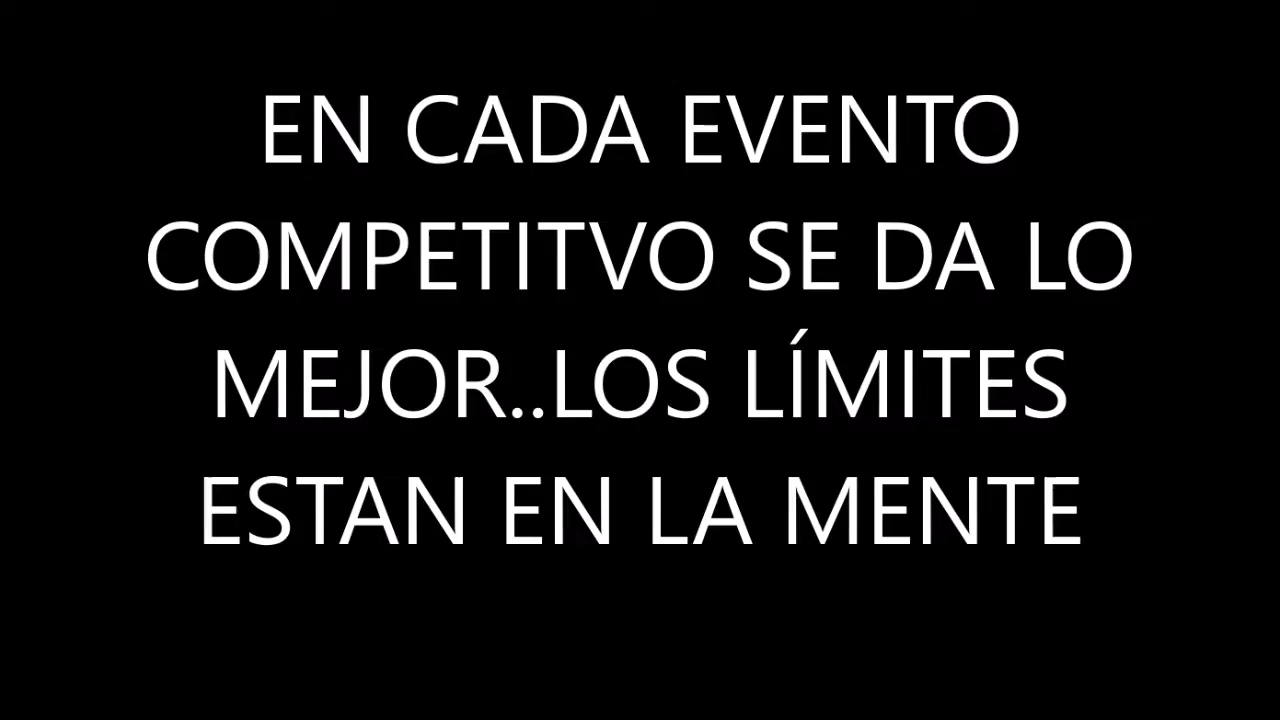 EN CADA EVENTO
COMPETITVO SE DA LO
MEJOR..LOS LÍMITES
ESTAN EN LA MENTE